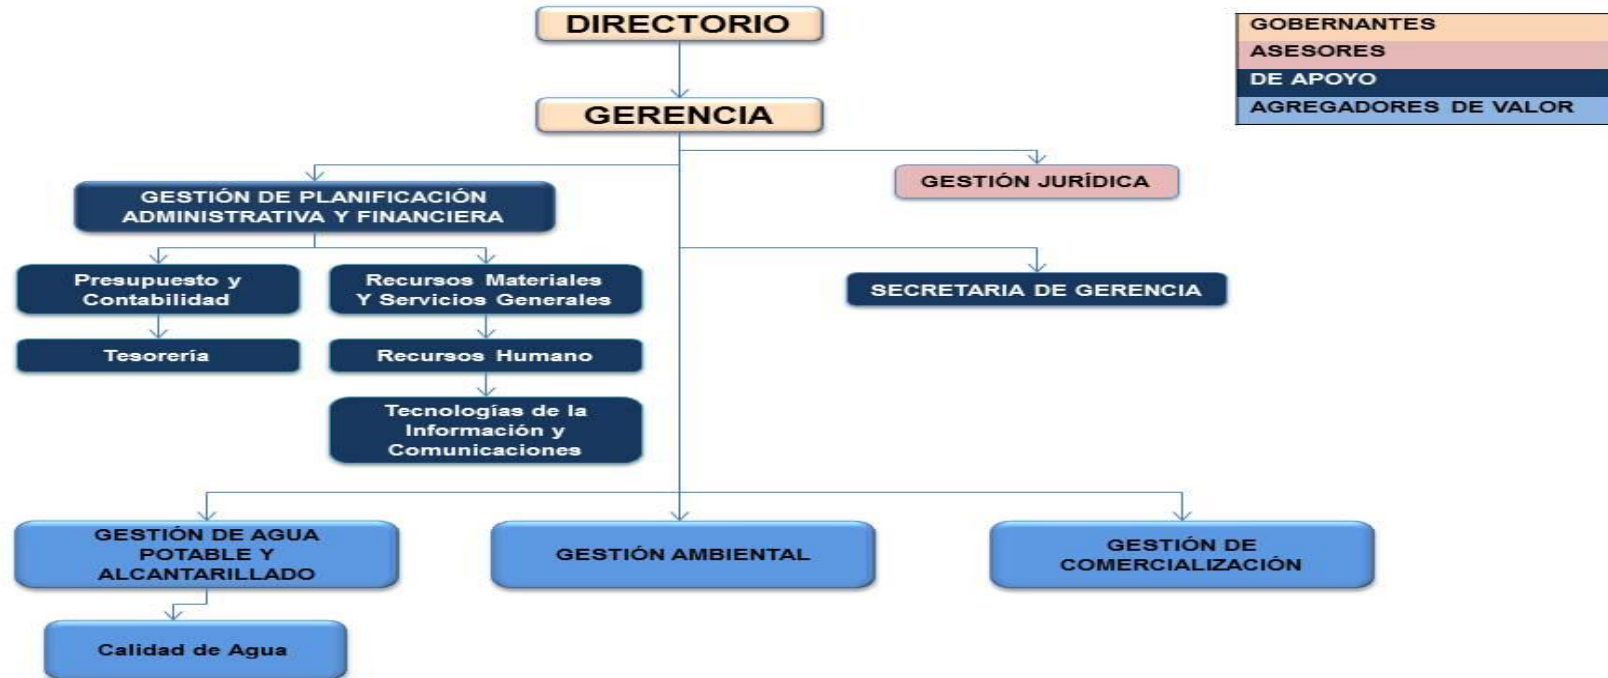 DIRECTORIO
GOBERNANTES
ASESORES
DE APOYO
AGREGADORES DE VALOR
GERENCIA
GESTIÓN JURÍDICA
GESTIÓN DE PLANIFICACIÓN
ADMINISTRATIVA Y FINANCIERA
Presupuesto y
Contabilidad
Recursos Materiales
Y Servicios Generales
SECRETARIA DE GERENCIA
Tesorería
Recursos Humano
Tecnologías de la
Información y
Comunicaciones
GESTIÓN DE AGUA
POTABLE Y
ALCANTARILLADO
GESTIÓN AMBIENTAL
GESTIÓN DE
COMERCIALIZACIÓN
Calidad de Agua